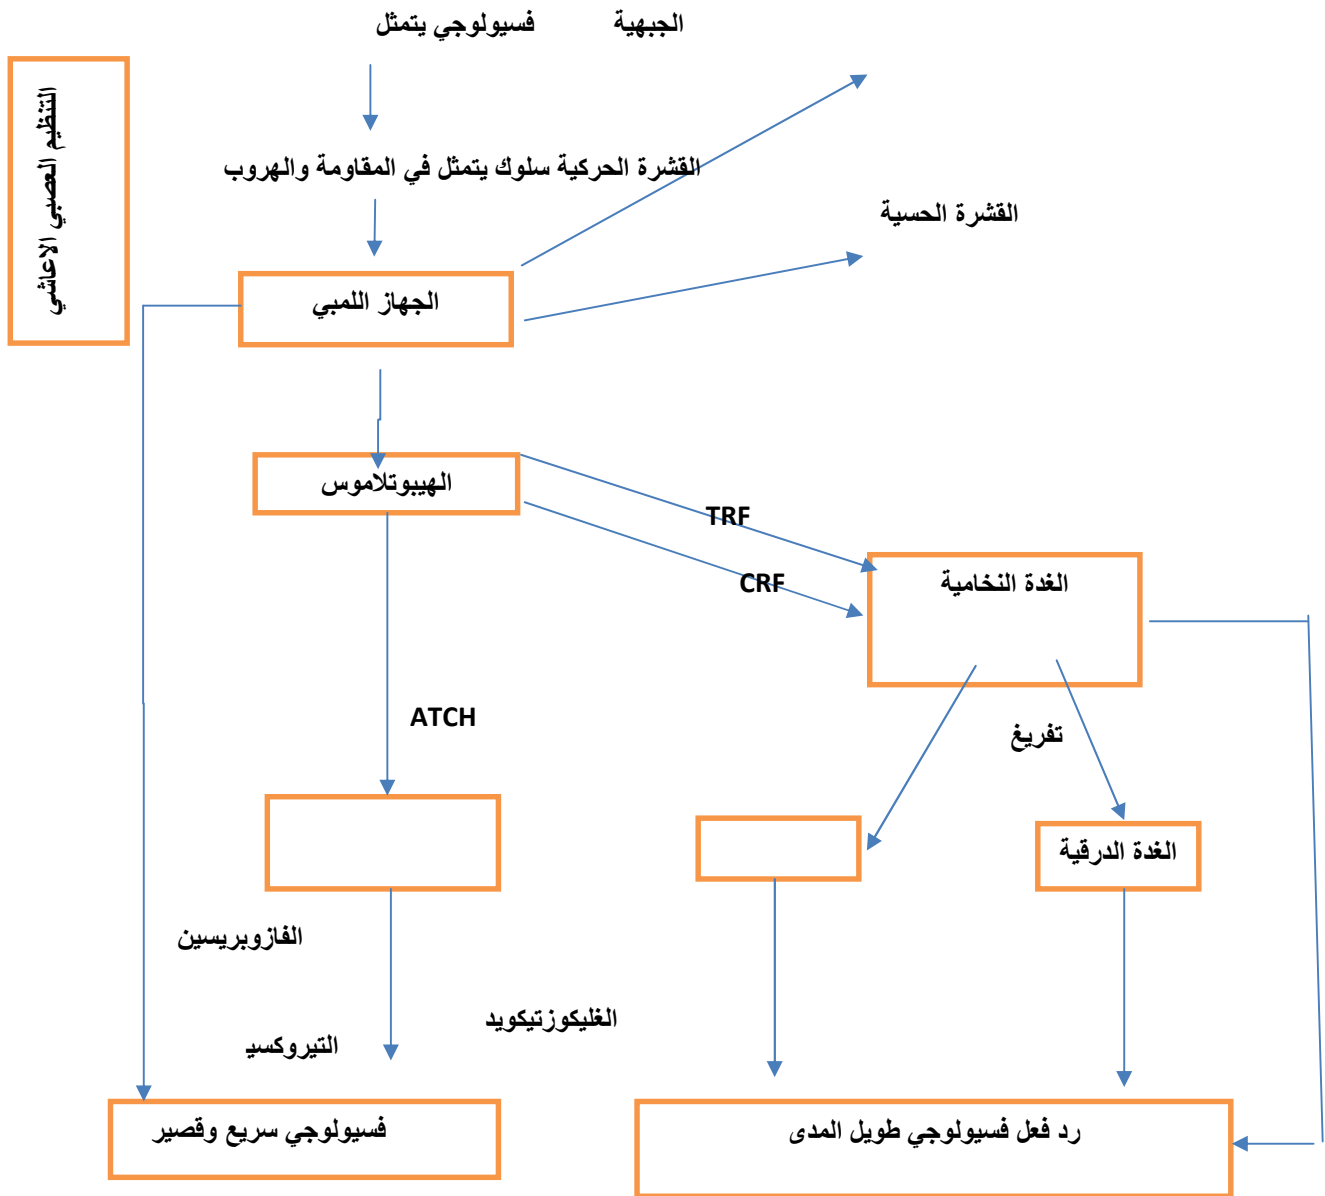 الجبهية فسيولوجي يتمثل
التنظيم العصبي الاعاشي
القشرة الحركية سلوك يتمثل في المقاومة والهروب
القشرة الحسية
الجهاز اللمبي
الهيبوتلاموس
TRF
CRF
الغدة النخامية
ATCH
تفريغ
الغدة الدرقية
الفازوبريسين
الغليكوزتيكويد
التيروكسيـ
فسيولوجي سريع وقصير
رد فعل فسيولوجي طويل المدى